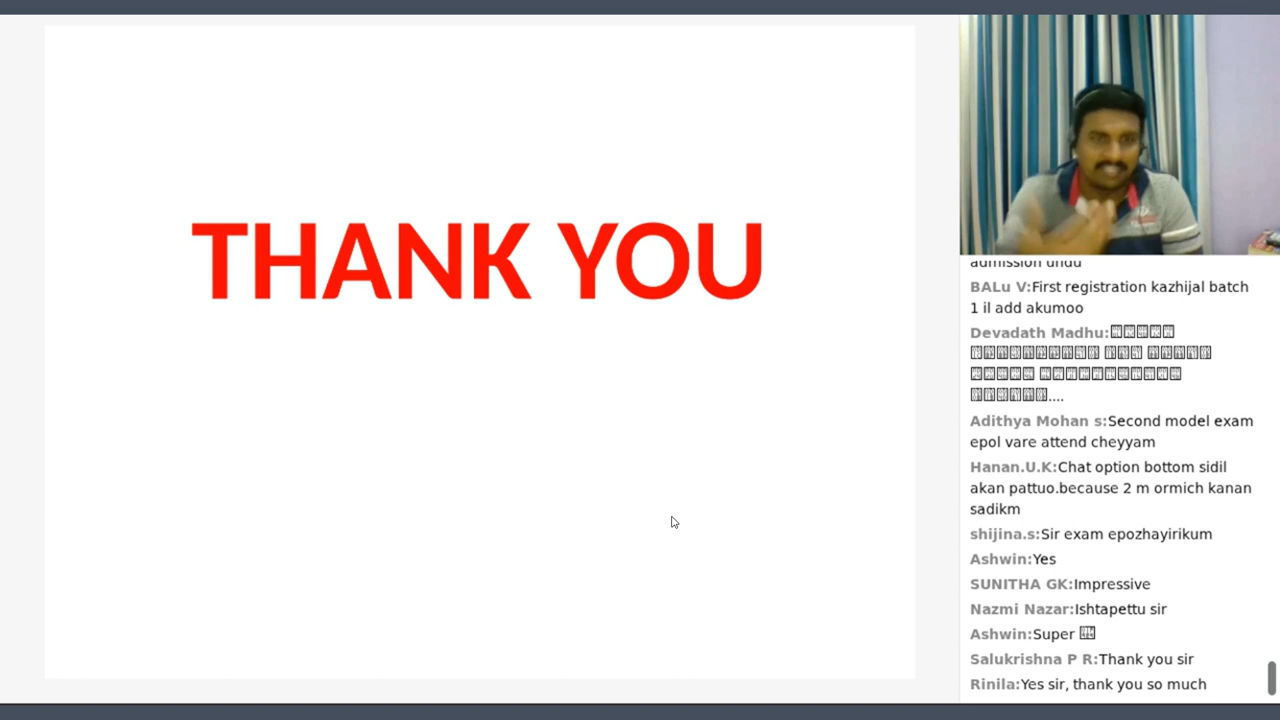 THANK YOU
admission undu
BALu V:First registration kazhijal batch
1 il add akumoo
Devadath Madhu:
....
Adithya Mohan s:Second model exam
epol vare attend cheyyam
Hanan.U.K:Chat option bottom sidil
akan pattuo.because 2 m ormich kanan
sadikm
shijina.s:Sir exam epozhayirikum
Ashwin:Yes
SUNITHA GK:Impressive
Nazmi Nazar:Ishtapettu sir
Ashwin:Super
Salukrishna P R:Thank you sir
Rinila:Yes sir, thank you so much